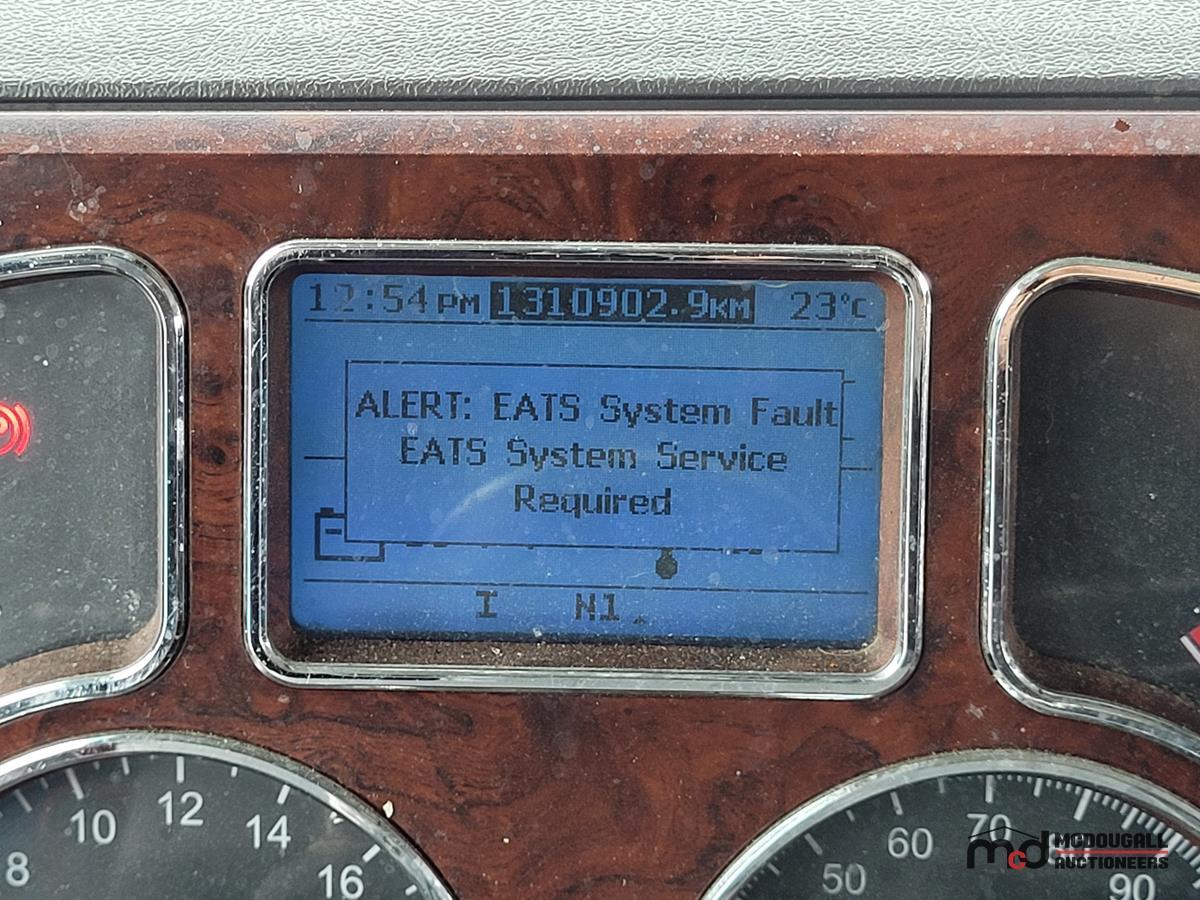 12:54 PM 1310902.9KM 23°C
ALERT: EATS System Fault
EATS System Service
Required
I N1
8 10 12 14 16
50 60 70 90
mcd MCDOUGALL
AUCTIONEERS